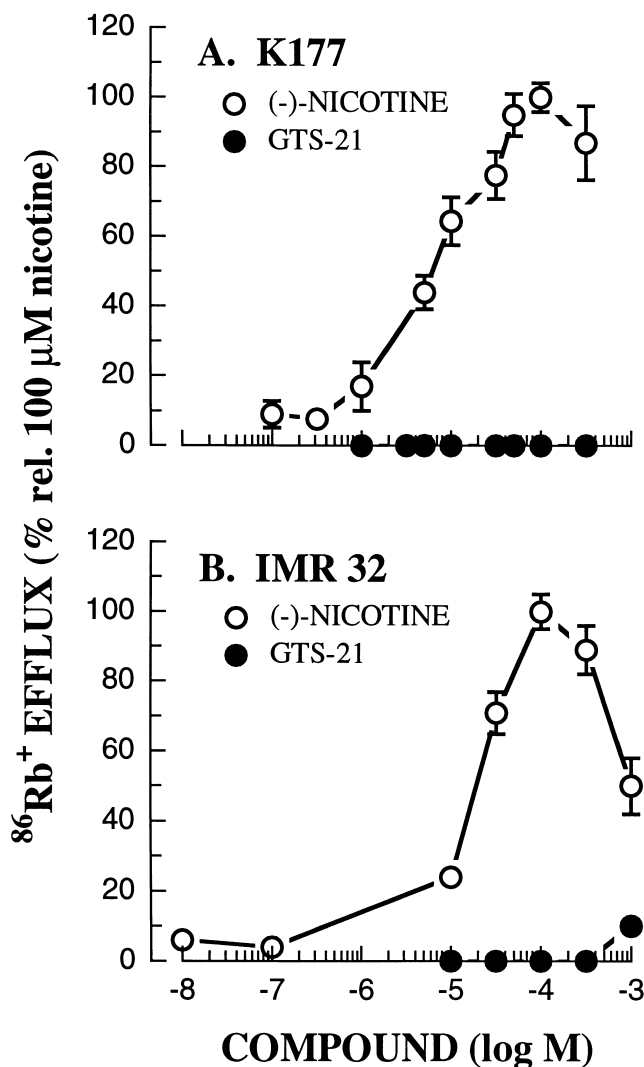 ⁸⁶Rb⁺ EFFLUX (% rel. 100 µM nicotine)
120
A. K177
100
(-)-NICOTINE
GTS-21
80
60
40
20
0
120
B. IMR 32
100
(-)-NICOTINE
GTS-21
80
60
40
20
0
-8 -7 -6 -5 -4 -3
COMPOUND (log M)